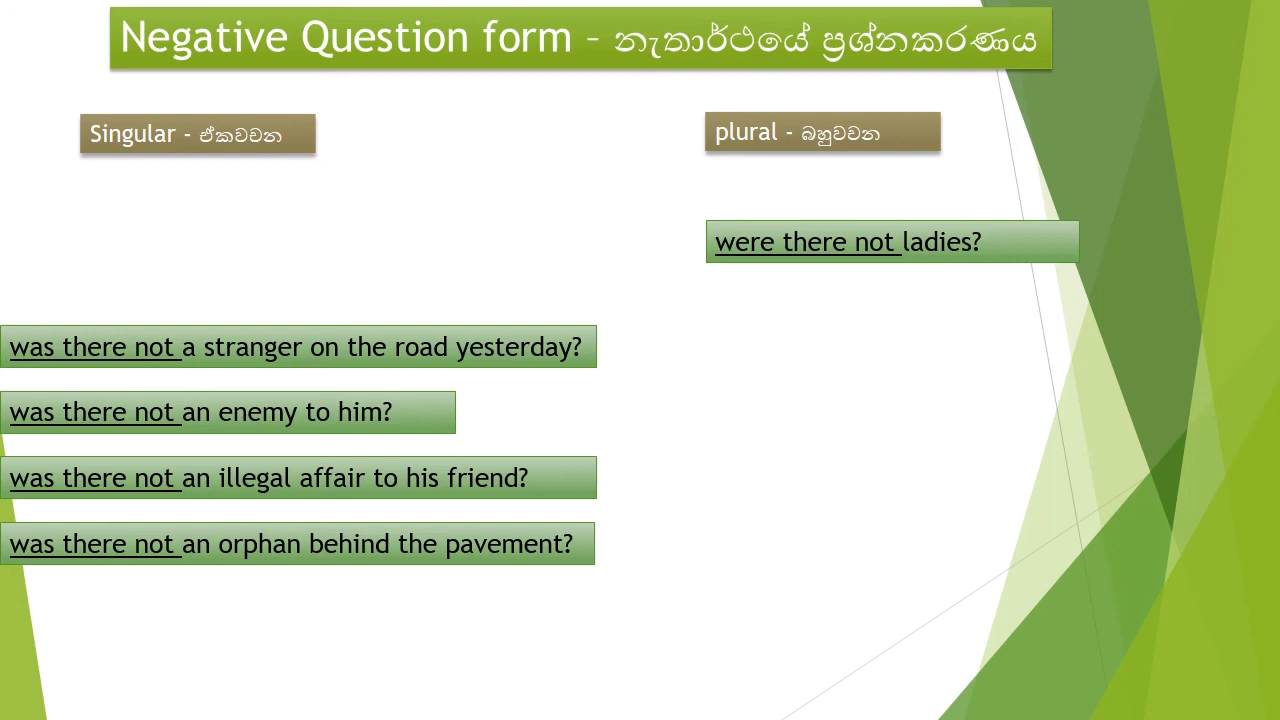 Negative Question form – නැතාර්ථයේ ප්‍රශ්නකරණය
Singular - ඒකවචන
plural - බහුවචන
were there not ladies?
was there not a stranger on the road yesterday?
was there not an enemy to him?
was there not an illegal affair to his friend?
was there not an orphan behind the pavement?